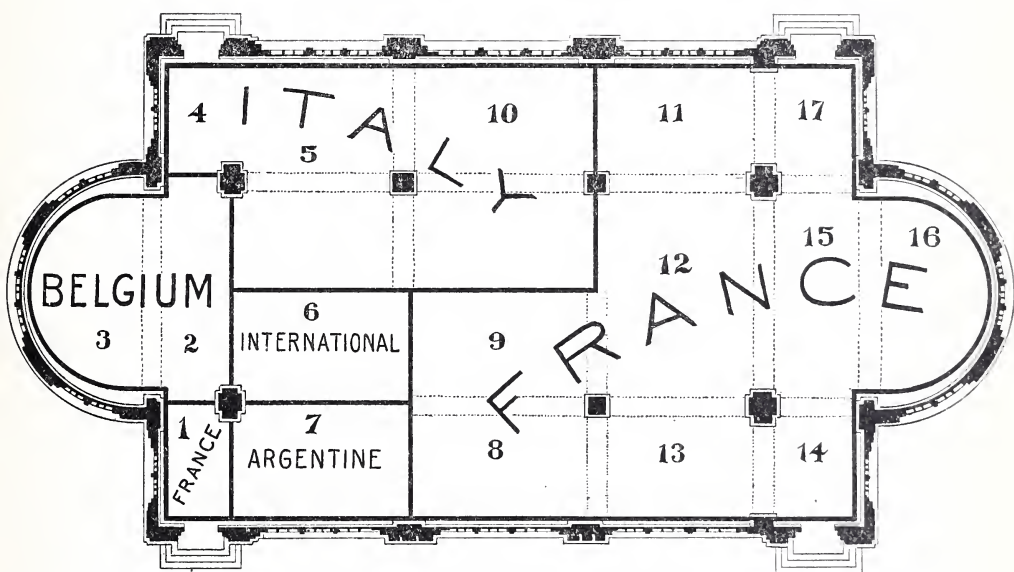 4
ITALY
5
10
11
17
BELGIUM
3
2
6
INTERNATIONAL
9
12
15
16
FRANCE
1
FRANCE
7
ARGENTINE
8
13
14